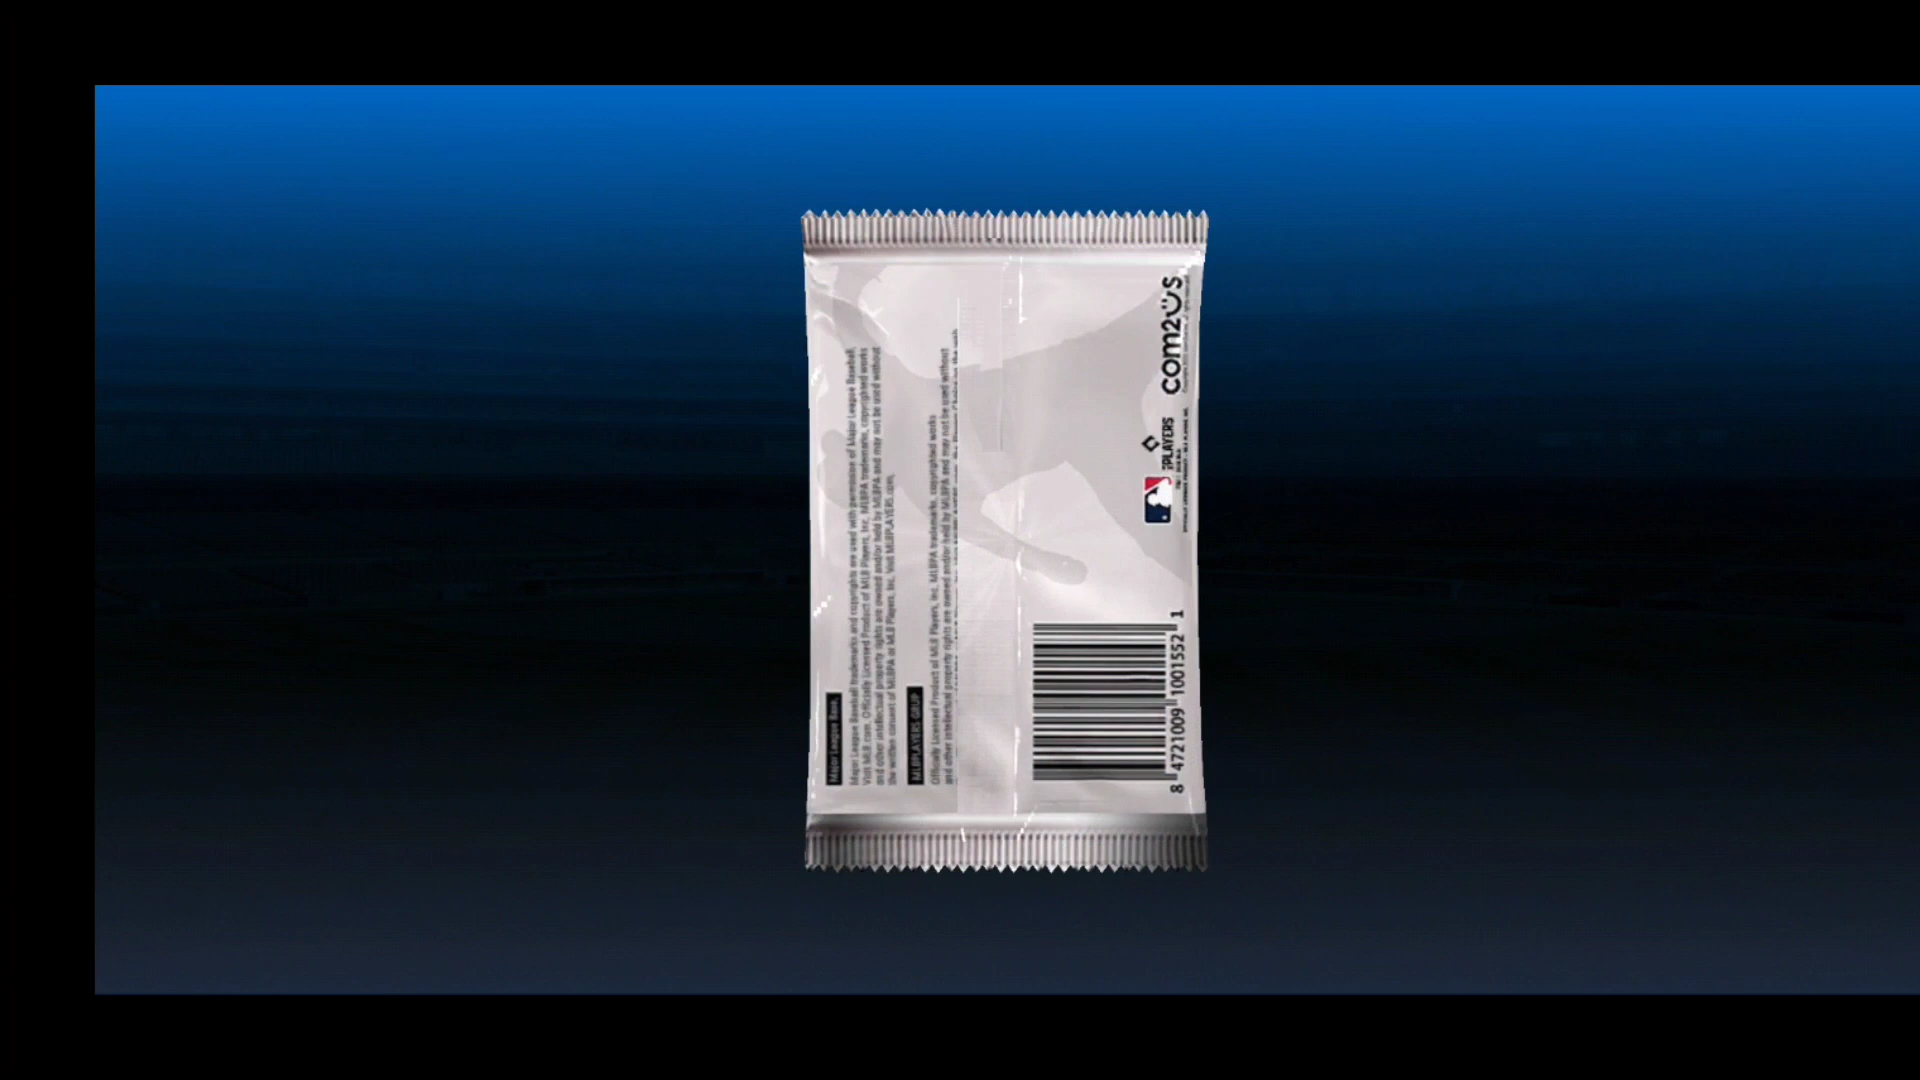 Major League Base.
Major League Baseball trademarks and copyrights are used with permission of Major League Baseball.
Visit MLB.com. Officially Licensed Product of MLB Players, Inc. MLBPA trademarks, copyrighted works
and other intellectual property rights are owned and/or held by MLBPA and may not be used without
the written consent of MLBPA or MLB Players, Inc. Visit MLBPLAYERS.com.
MLBPLAYERS GRUP
Officially Licensed Product of MLB Players, Inc. MLBPA trademarks, copyrighted works
and other intellectual property rights are owned and/or held by MLBPA and may not be used without
PLAYERS
com2us
8 4721009 1001552 1